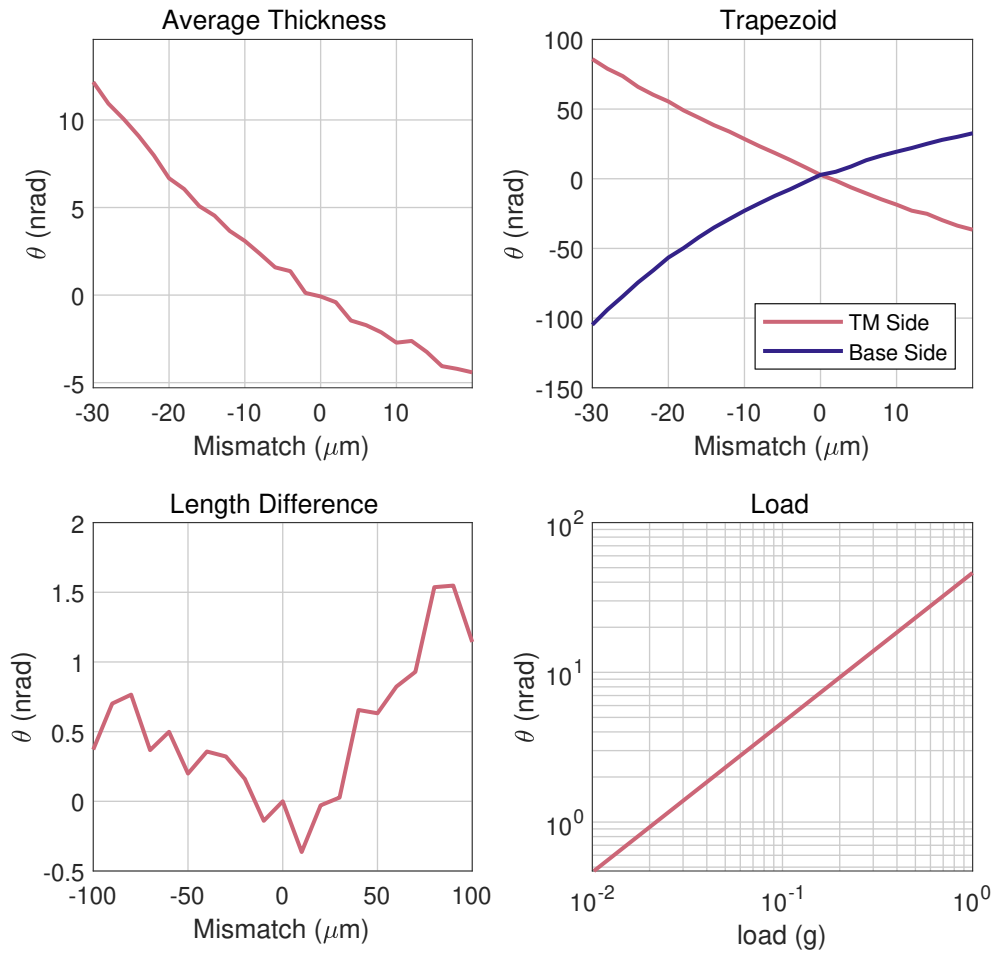 Average Thickness
10
5
0
-5
-30
-20
-10
0
10
θ (nrad)
Mismatch (μm)
Trapezoid
100
50
0
-50
-100
-150
-30
-20
-10
0
10
θ (nrad)
Mismatch (μm)
TM Side
Base Side
Length Difference
2
1.5
1
0.5
0
-0.5
-100
-50
0
50
100
θ (nrad)
Mismatch (μm)
Load
10^2
10^1
10^0
10^-2
10^-1
10^0
θ (nrad)
load (g)